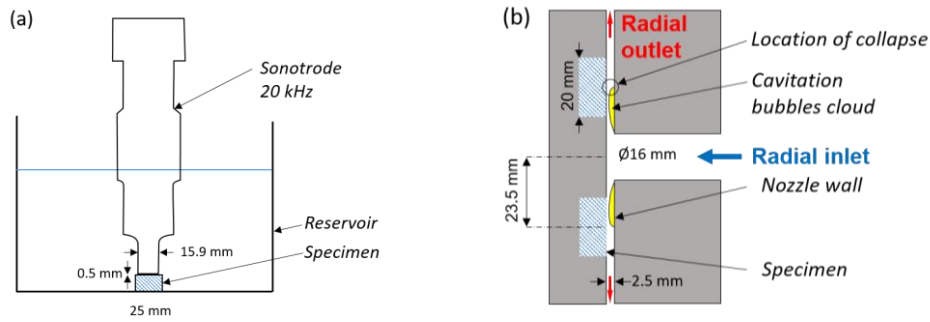 (a)
Sonotrode
20 kHz
Reservoir
15.9 mm
Specimen
0.5 mm
25 mm
(b)
Radial
outlet
Location of collapse
Cavitation
bubbles cloud
20 mm
Ø16 mm
Radial inlet
23.5 mm
Nozzle wall
Specimen
2.5 mm